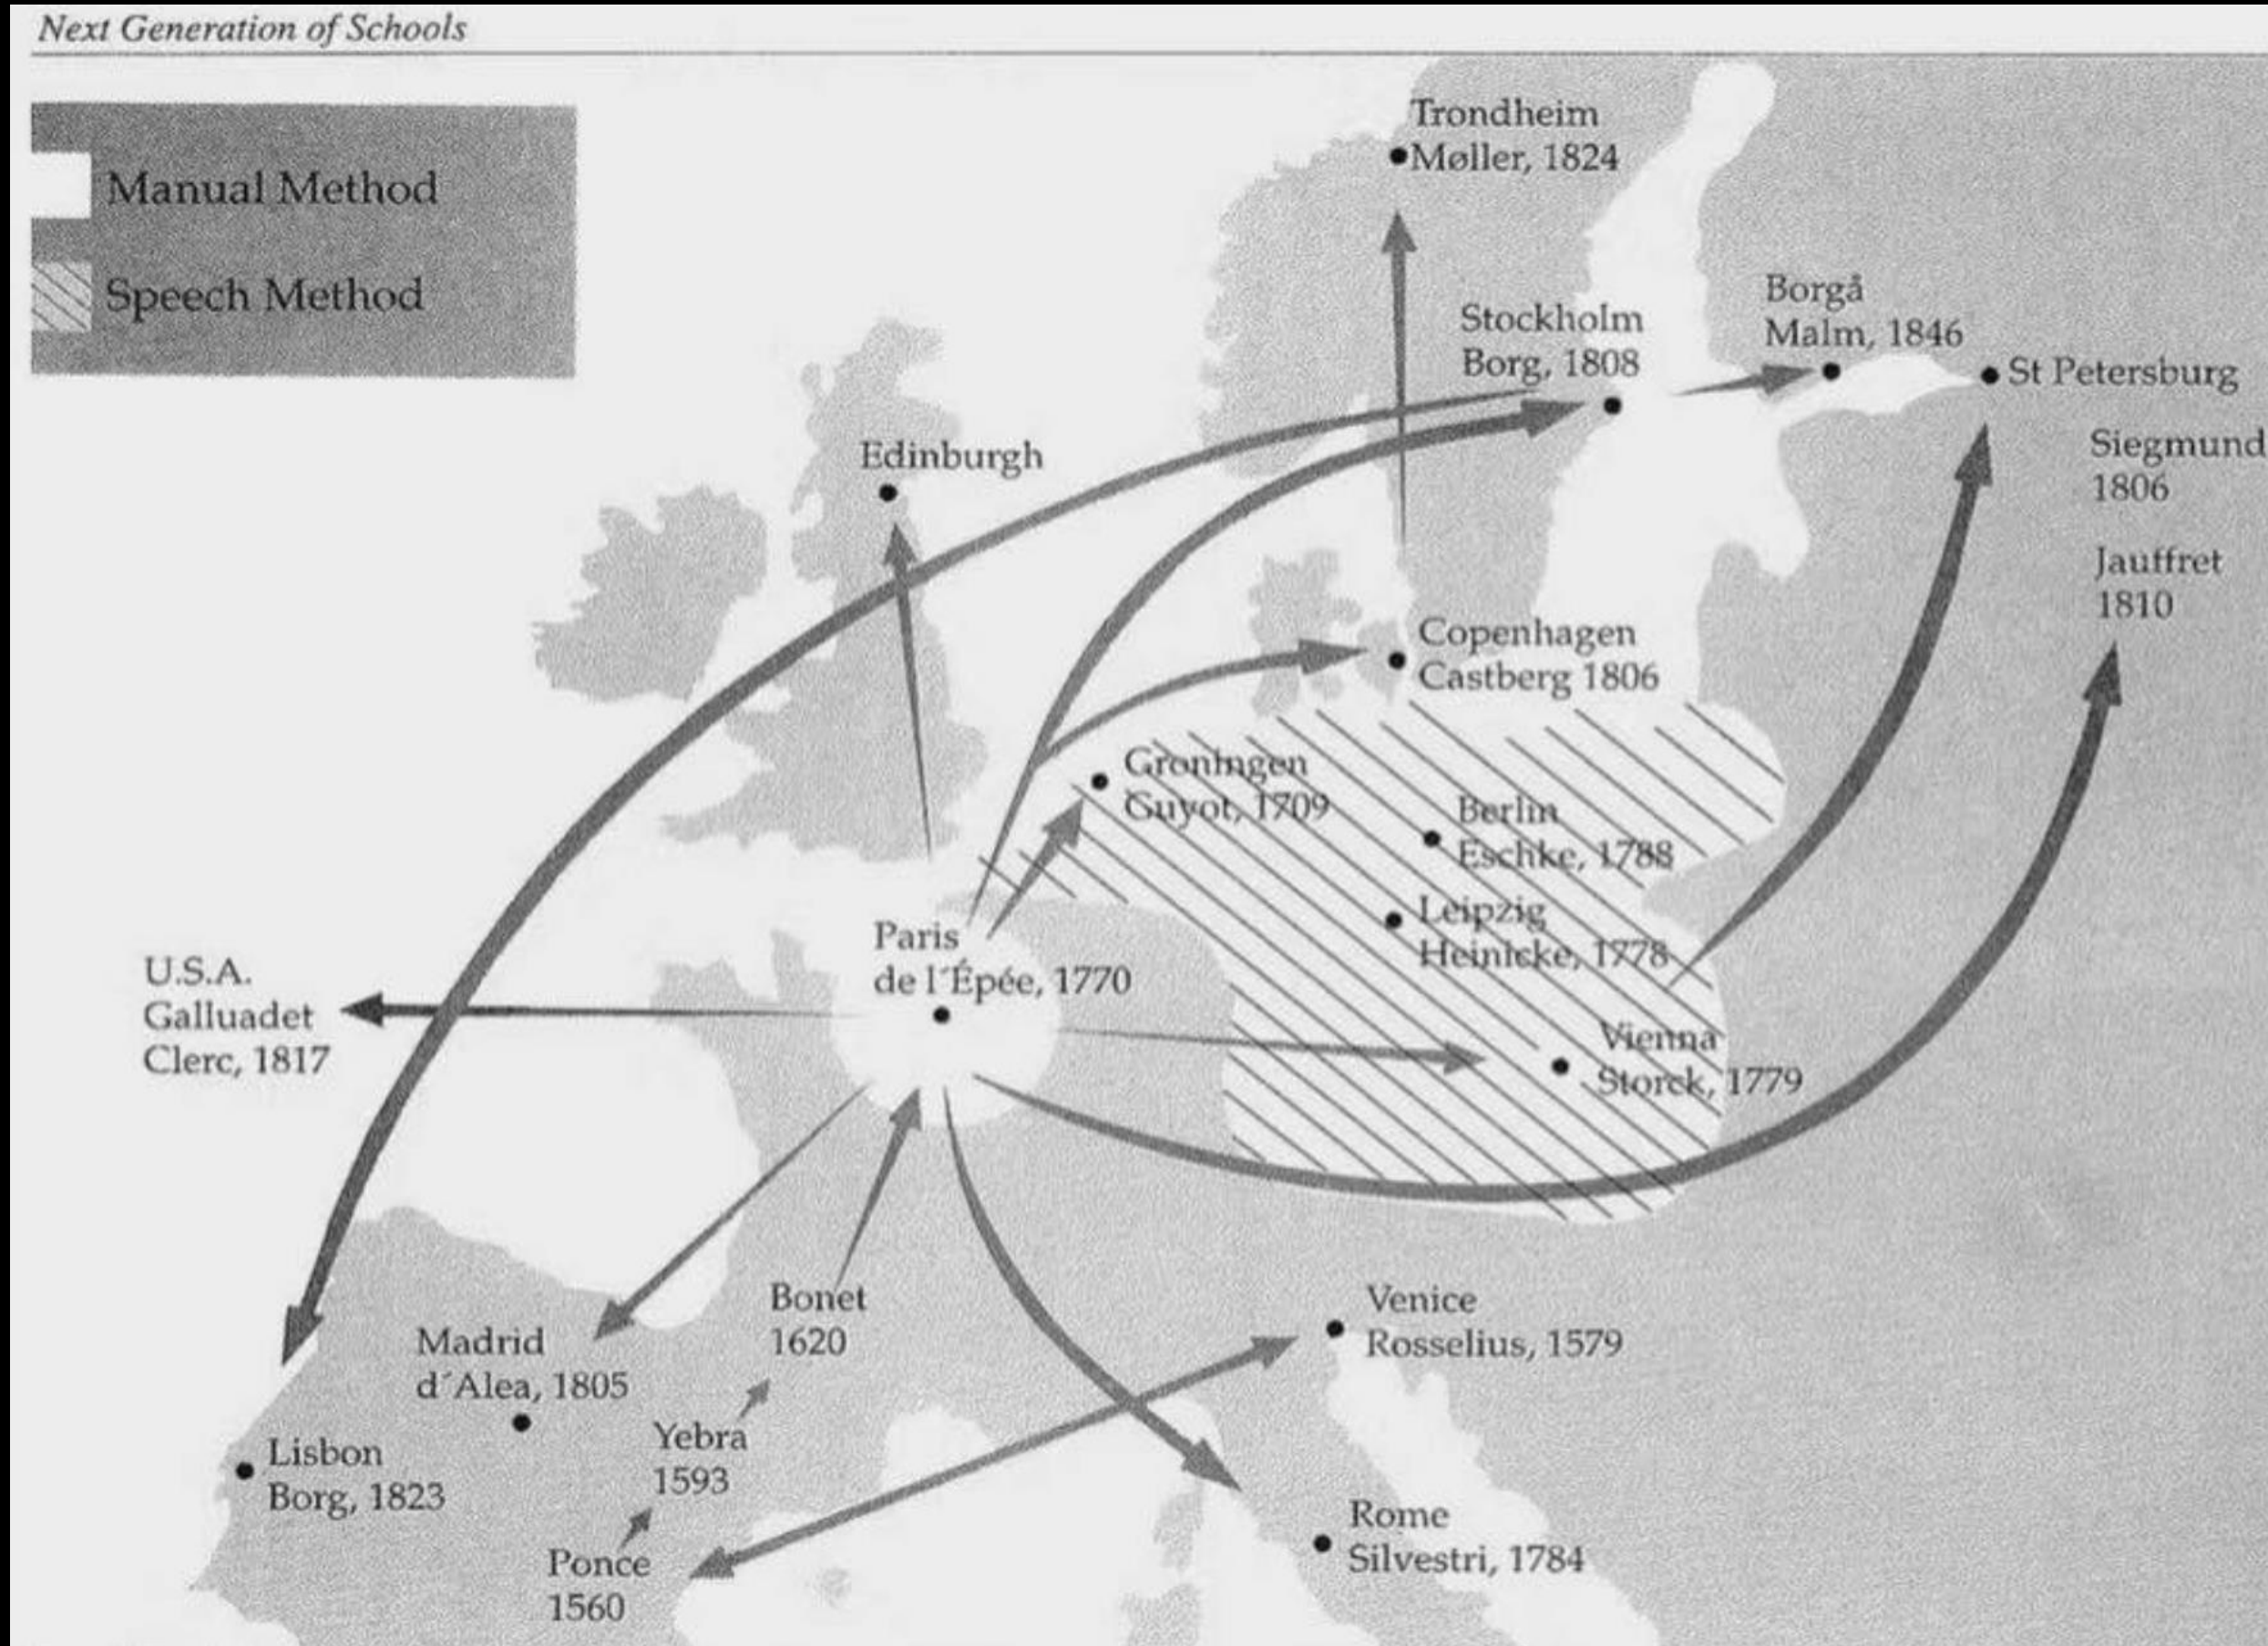 Next Generation of Schools
Manual Method
Speech Method
Trondheim
Møller, 1824
Stockholm
Borg, 1808
Borgå
Malm, 1846
St Petersburg
Siegmund
1806
Jauffret
1810
Edinburgh
Copenhagen
Castberg 1806
Groningen
Guyot, 1709
Berlin
Eschke, 1788
Leipzig
Heinicke, 1778
Vienna
Storck, 1779
Paris
de l´Épée, 1770
U.S.A.
Galluadet
Clerc, 1817
Madrid
d´Alea, 1805
Bonet
1620
Yebra
1593
Ponce
1560
Lisbon
Borg, 1823
Venice
Rosselius, 1579
Rome
Silvestri, 1784